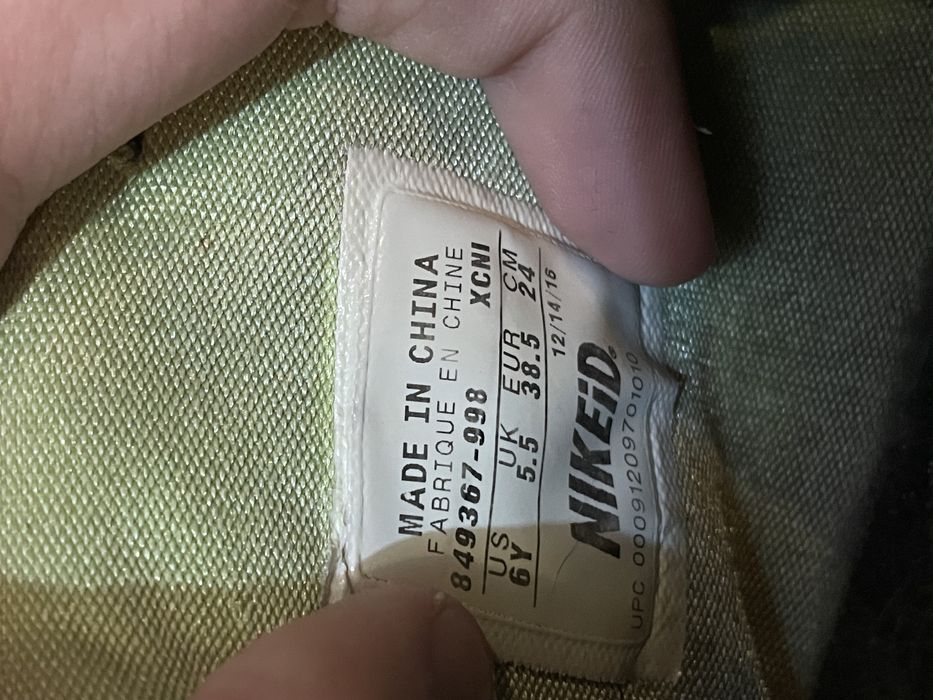 MADE IN CHINA
FABRIQUE EN CHINE
849367-998 XCNI
US UK EUR CM
6Y 5.5 38.5 24
12/14/16
NIKEiD®
UPC 00091209701010